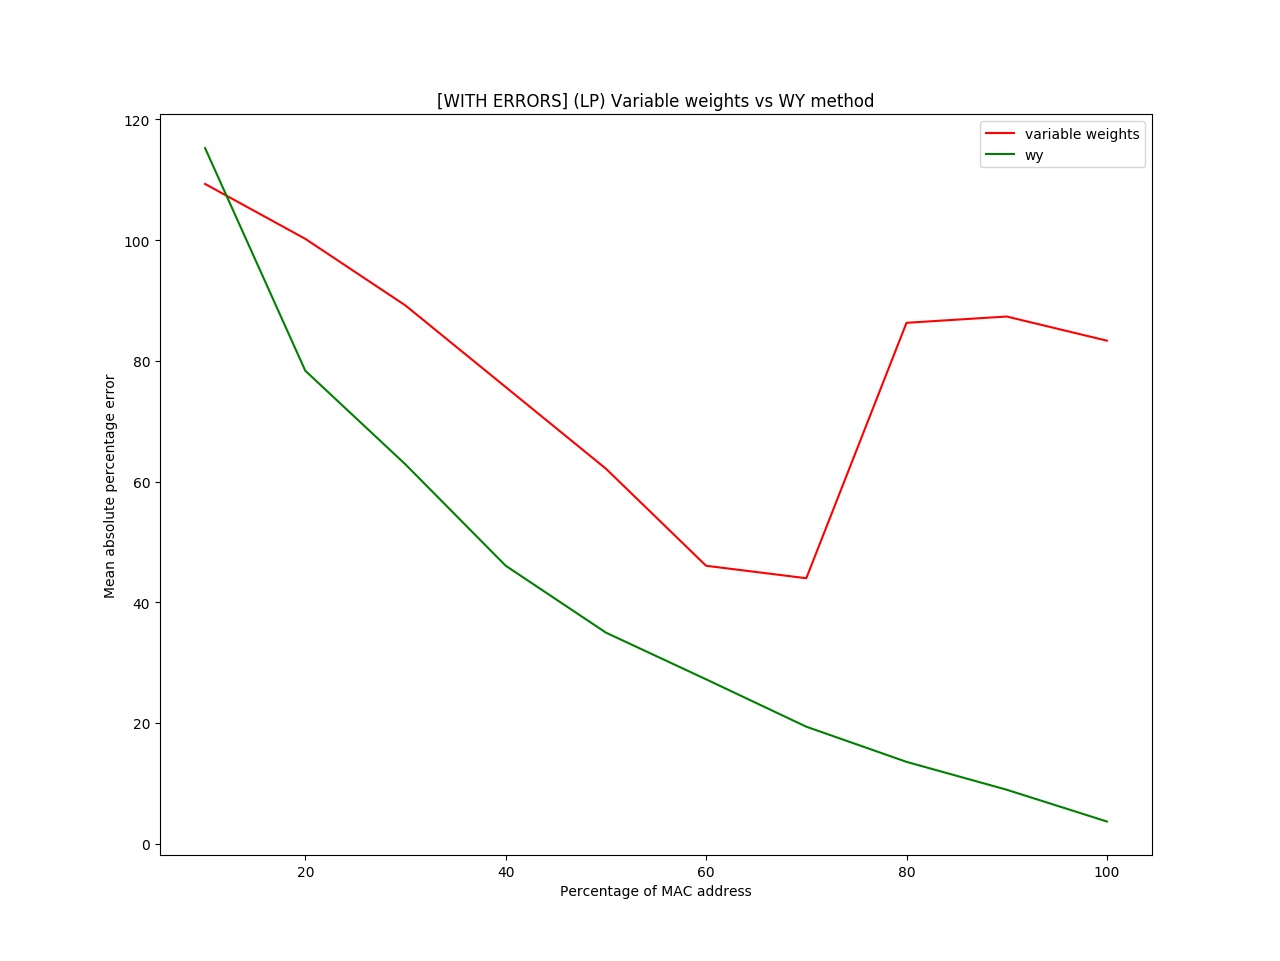 [WITH ERRORS] (LP) Variable weights vs WY method
variable weights
wy
Mean absolute percentage error
120
100
80
60
40
20
0
20 40 60 80 100
Percentage of MAC address